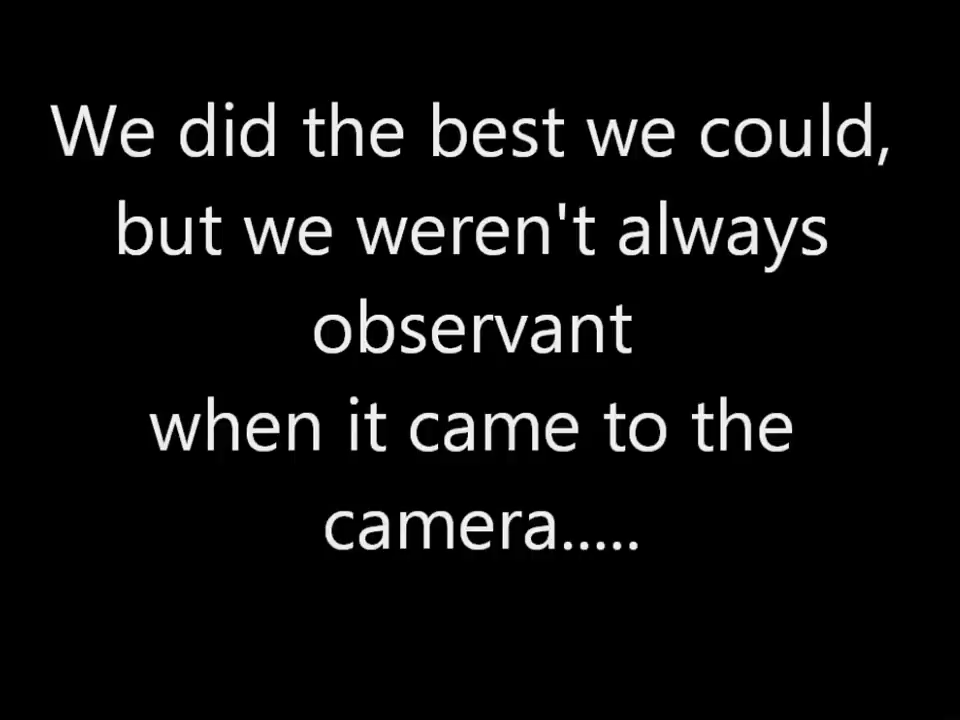 We did the best we could,
but we weren't always
observant
when it came to the
camera.....